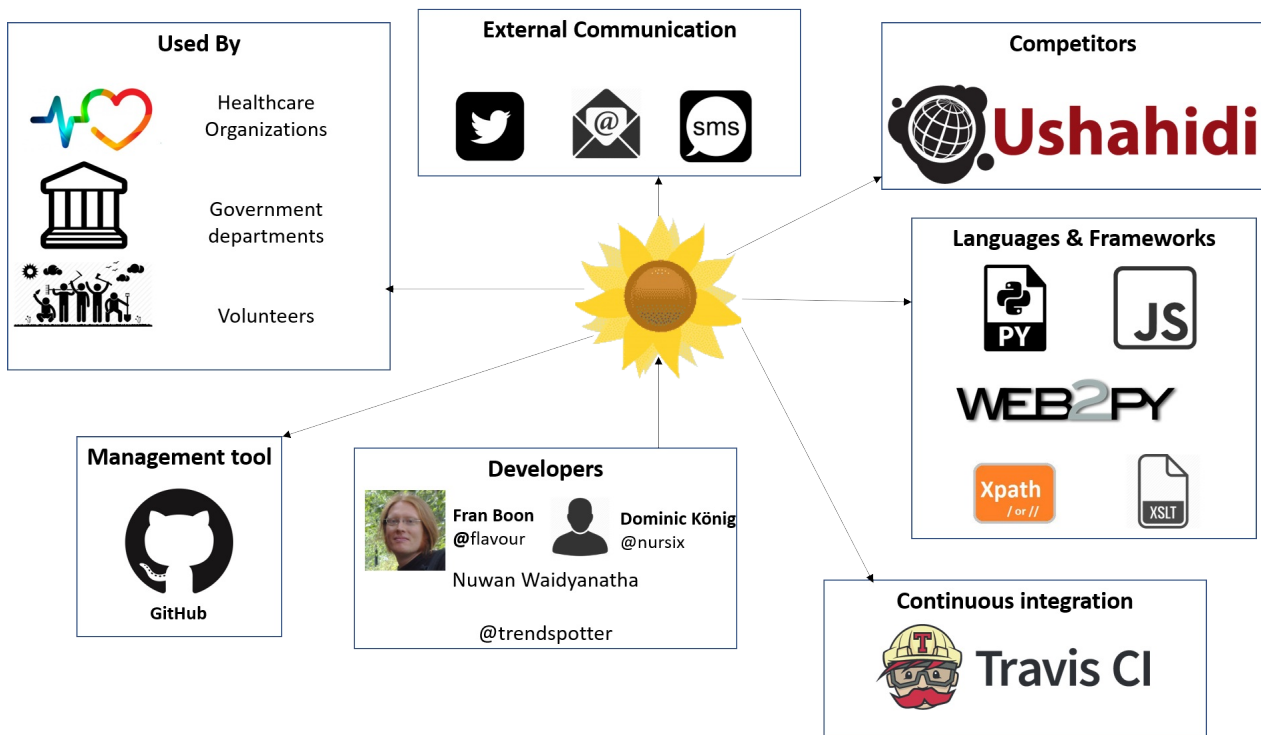 Used By
Healthcare
Organizations
Government
departments
Volunteers
External Communication
@
sms
Competitors
Ushahidi
Languages & Frameworks
PY
JS
WEB2PY
Xpath
/ or //
XSLT
Management tool
GitHub
Developers
Fran Boon
@flavour
Dominic König
@nursix
Nuwan Waidyanatha
@trendspotter
Continuous integration
T
Travis CI